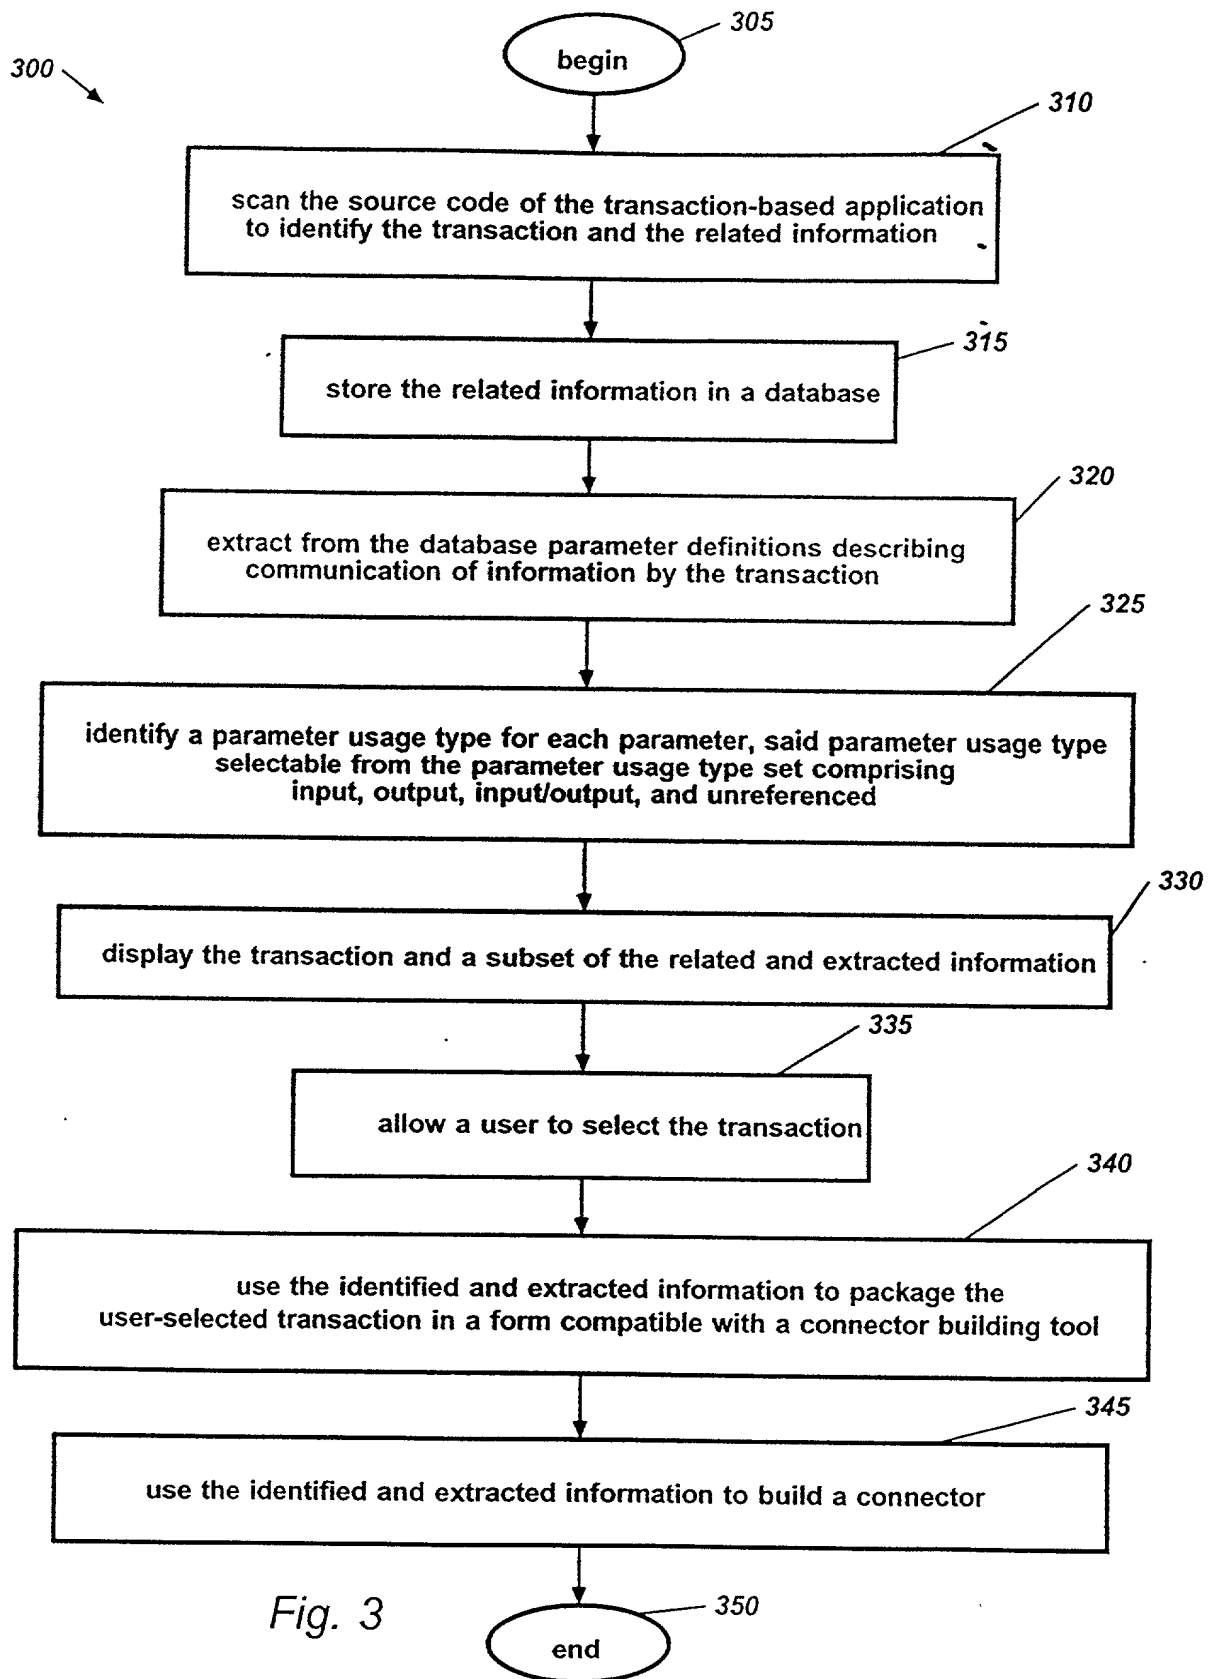 305
begin
300
310
scan the source code of the transaction-based application
to identify the transaction and the related information
315
store the related information in a database
320
extract from the database parameter definitions describing
communication of information by the transaction
325
identify a parameter usage type for each parameter, said parameter usage type
selectable from the parameter usage type set comprising
input, output, input/output, and unreferenced
330
display the transaction and a subset of the related and extracted information
335
allow a user to select the transaction
340
use the identified and extracted information to package the
user-selected transaction in a form compatible with a connector building tool
345
use the identified and extracted information to build a connector
Fig. 3
350
end